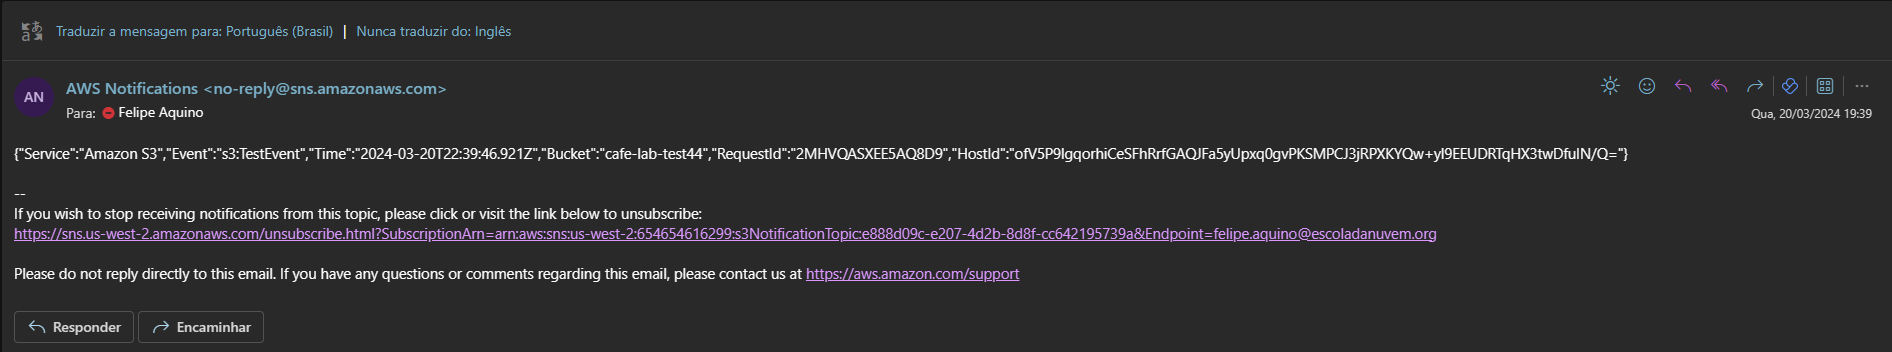 Traduzir a mensagem para: Português (Brasil) | Nunca traduzir do: Inglês
AN
AWS Notifications <no-reply@sns.amazonaws.com>
Para: Felipe Aquino
Qua, 20/03/2024 19:39
{"Service":"Amazon S3","Event":"s3:TestEvent","Time":"2024-03-20T22:39:46.921Z","Bucket":"cafe-lab-test44","RequestId":"2MHVQASXEE5AQ8D9","HostId":"ofV5P9IgqorhiCeSFhRrfGAQJFa5yUpxq0gvPKSMPCJ3jRPXKYQw+yI9EEUDRTqHX3twDfulN/Q="}
--
If you wish to stop receiving notifications from this topic, please click or visit the link below to unsubscribe:
https://sns.us-west-2.amazonaws.com/unsubscribe.html?SubscriptionArn=arn:aws:sns:us-west-2:654654616299:s3NotificationTopic:e888d09c-e207-4d2b-8d8f-cc642195739a&Endpoint=felipe.aquino@escoladanuvem.org
Please do not reply directly to this email. If you have any questions or comments regarding this email, please contact us at https://aws.amazon.com/support
Responder
Encaminhar